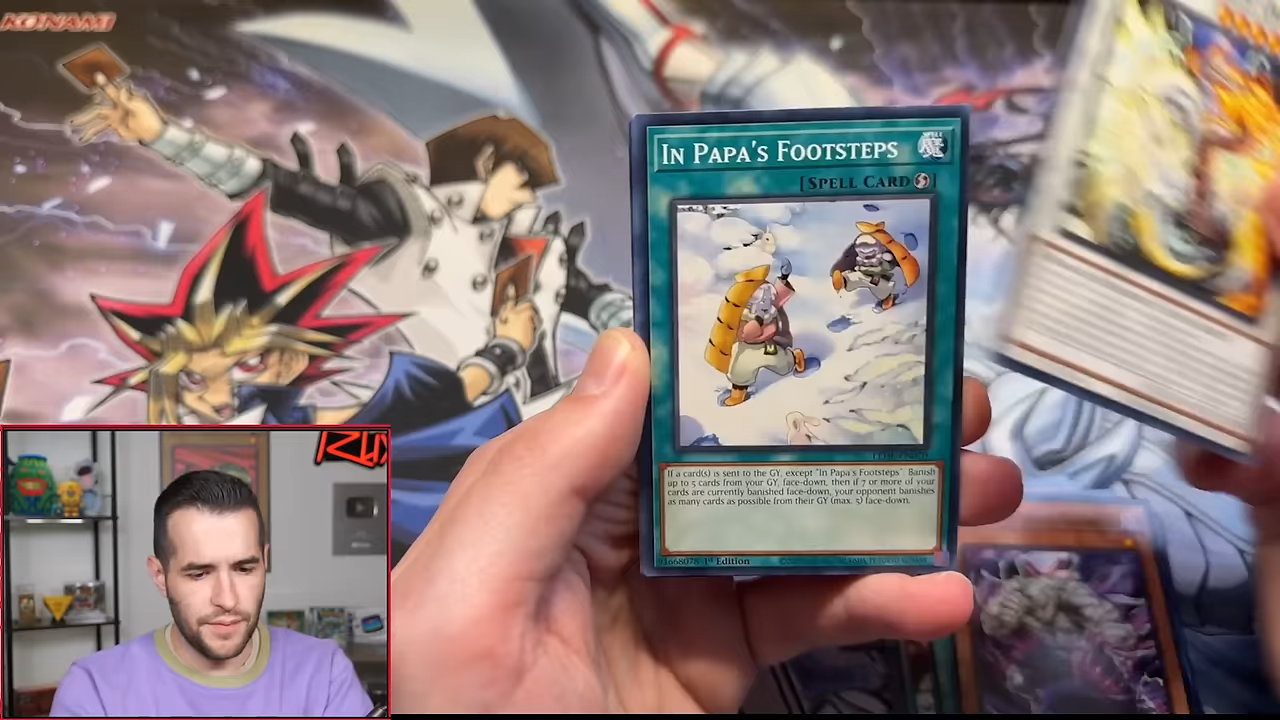 KONAMI
IN PAPA'S FOOTSTEPS
SPELL
[SPELL CARD]
If a card(s) is sent to the GY, except "In Papa's Footsteps": Banish
up to 5 cards from your GY, face-down, then if 7 or more of your
cards are currently banished face-down, your opponent banishes
as many cards as possible from their GY (max. 5) face-down.
91668078 1st Edition